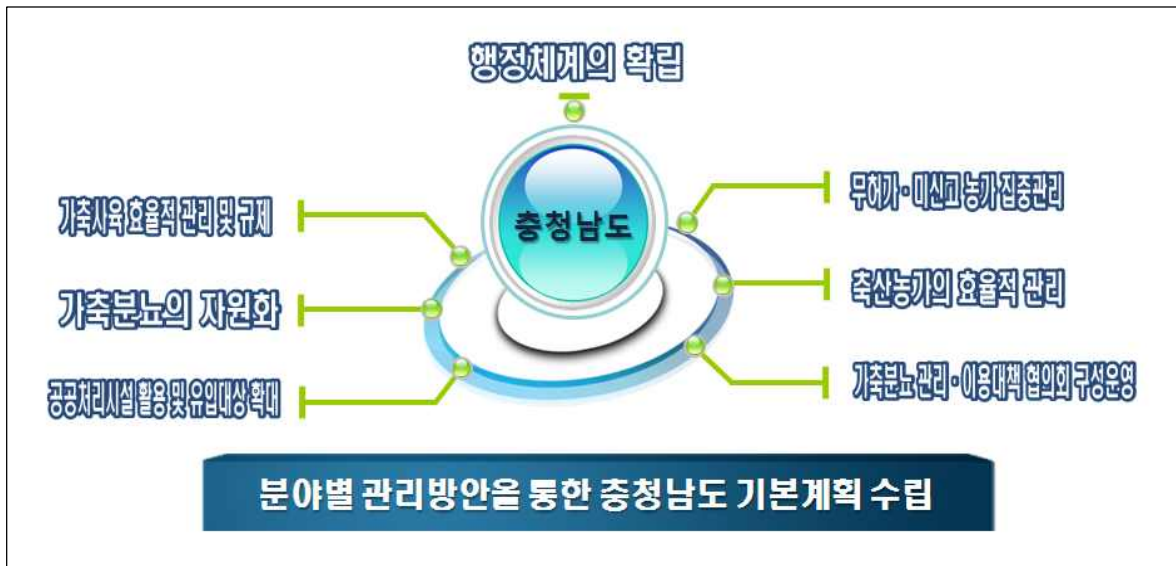 행정체계의 확립
충청남도
가축사육 효율적 관리 및 규제
가축분뇨의 자원화
공공처리시설 활용 및 유입대상 확대
무허가·미신고 농가 집중관리
축산농가의 효율적 관리
가축분뇨 관리·이용대책 협의회 구성운영
분야별 관리방안을 통한 충청남도 기본계획 수립